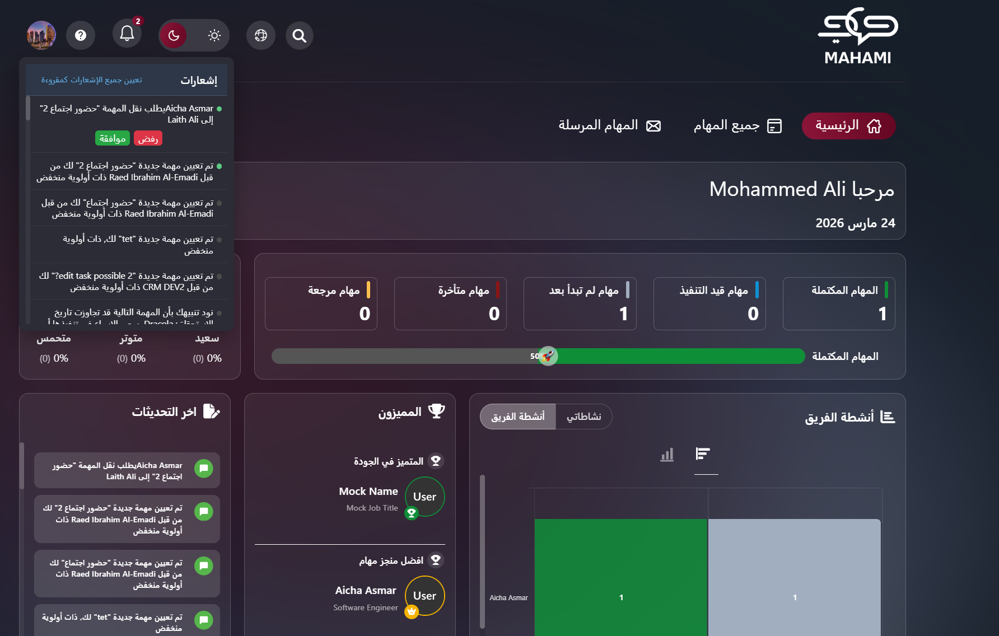 MAHAMI
2
إشعارات
تعيين جميع الإشعارات كمقروءة
Aicha Asmarيطلب نقل المهمة "حضور اجتماع 2"
إلى Laith Ali
رفض
موافقة
تم تعيين مهمة جديدة "حضور اجتماع 2" لك من
قبل Raed Ibrahim Al-Emadi ذات أولوية منخفض
تم تعيين مهمة جديدة "حضور اجتماع" لك من قبل
Raed Ibrahim Al-Emadi ذات أولوية منخفض
تم تعيين مهمة جديدة "tet" لك, ذات أولوية
منخفض
تم تعيين مهمة جديدة "edit task possible 2?" لك
من قبل CRM DEV2 ذات أولوية منخفض
نود تنبيهك بأن المهمة التالية قد تجاوزت تاريخ
الرئيسية
جميع المهام
المهام المرسلة
مرحبا Mohammed Ali
24 مارس 2026
المهام المكتملة
1
مهام قيد التنفيذ
0
مهام لم تبدأ بعد
1
مهام متأخرة
0
مهام مرجعة
0
المهام المكتملة
50
سعيد
متوتر
متحمس
0% (0)
0% (0)
0% (0)
أنشطة الفريق
نشاطاتي
أنشطة الفريق
Aicha Asmar
1
1
المميزون
المتميز في الجودة
User
Mock Name
Mock Job Title
افضل منجز مهام
User
Aicha Asmar
Software Engineer
اخر التحديثات
Aicha Asmarيطلب نقل المهمة "حضور
اجتماع 2" إلى Laith Ali
تم تعيين مهمة جديدة "حضور اجتماع 2" لك
من قبل Raed Ibrahim Al-Emadi ذات
أولوية منخفض
تم تعيين مهمة جديدة "حضور اجتماع" لك
من قبل Raed Ibrahim Al-Emadi ذات
أولوية منخفض
تم تعيين مهمة جديدة "tet" لك, ذات أولوية
منخفض